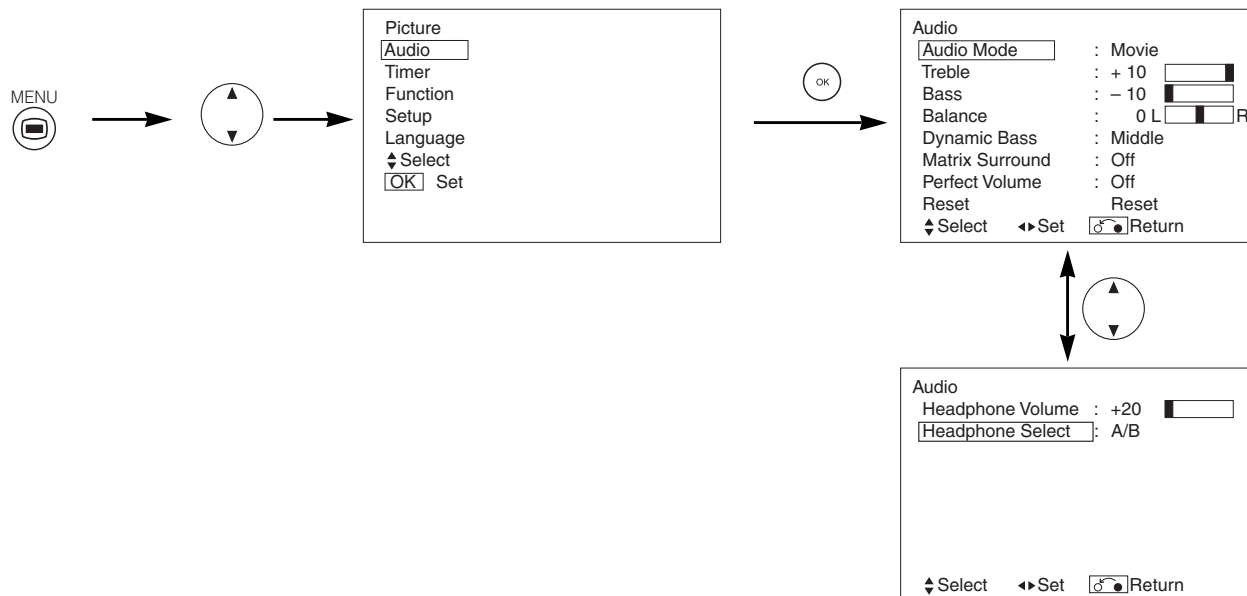 MENU
Picture
Audio
Timer
Function
Setup
Language
Select
OK Set
OK
Audio
Audio Mode : Movie
Treble : + 10
Bass : – 10
Balance : 0 L R
Dynamic Bass : Middle
Matrix Surround : Off
Perfect Volume : Off
Reset Reset
Select Set Return
Audio
Headphone Volume : +20
Headphone Select : A/B
Select Set Return